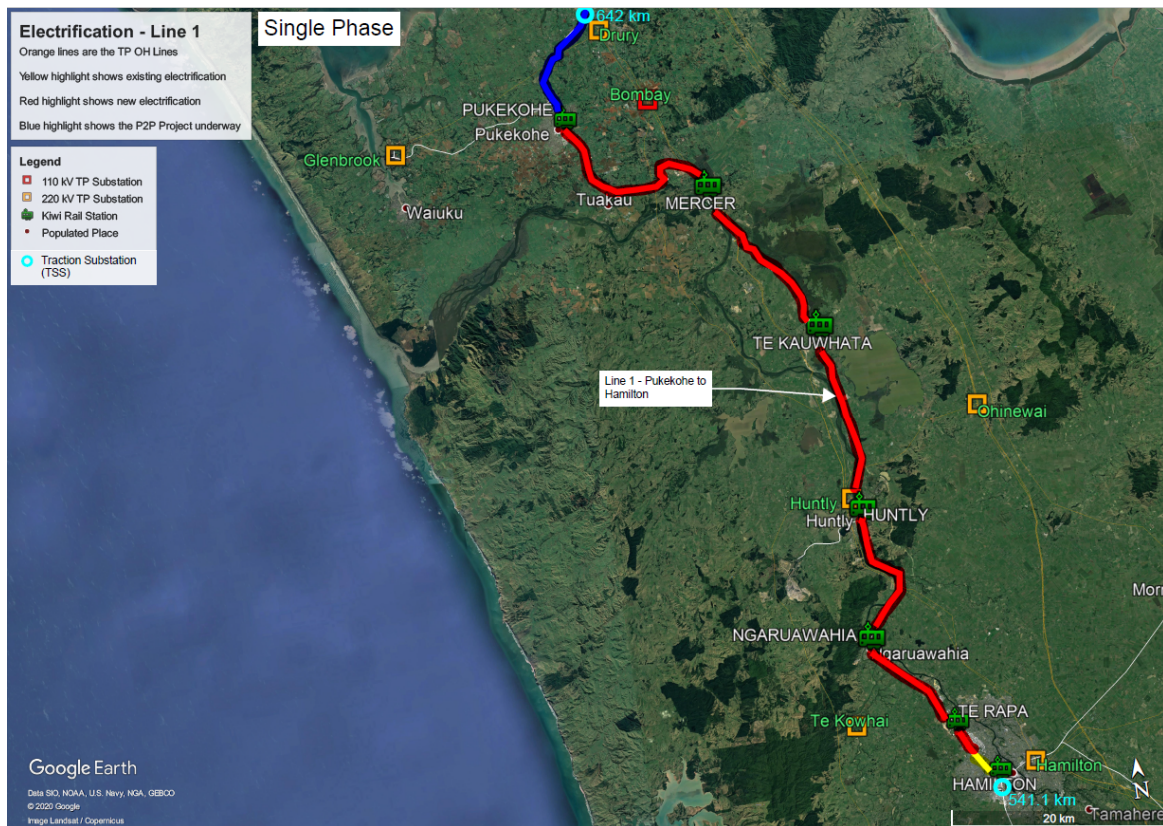 Electrification - Line 1
Orange lines are the TP OH Lines
Yellow highlight shows existing electrification
Red highlight shows new electrification
Blue highlight shows the P2P Project underway
Single Phase
Legend
110 kV TP Substation
220 kV TP Substation
Kiwi Rail Station
Populated Place
Traction Substation
(TSS)
642 km
Drury
Bombay
PUKEKOHE
Pukekohe
Glenbrook
Waiuku
Tuakau
MERCER
TE KAUWHATA
Line 1 - Pukekohe to
Hamilton
Ohinewai
Huntly
HUNTLY
Huntly
Morr
NGARUAWAHIA
Ngaruawahia
TE RAPA
Te Kowhai
Hamilton
HAMILTON
541.1 km
Tamahere
20 km
N
Google Earth
Data SIO, NOAA, U.S. Navy, NGA, GEBCO
© 2020 Google
Image Landsat / Copernicus